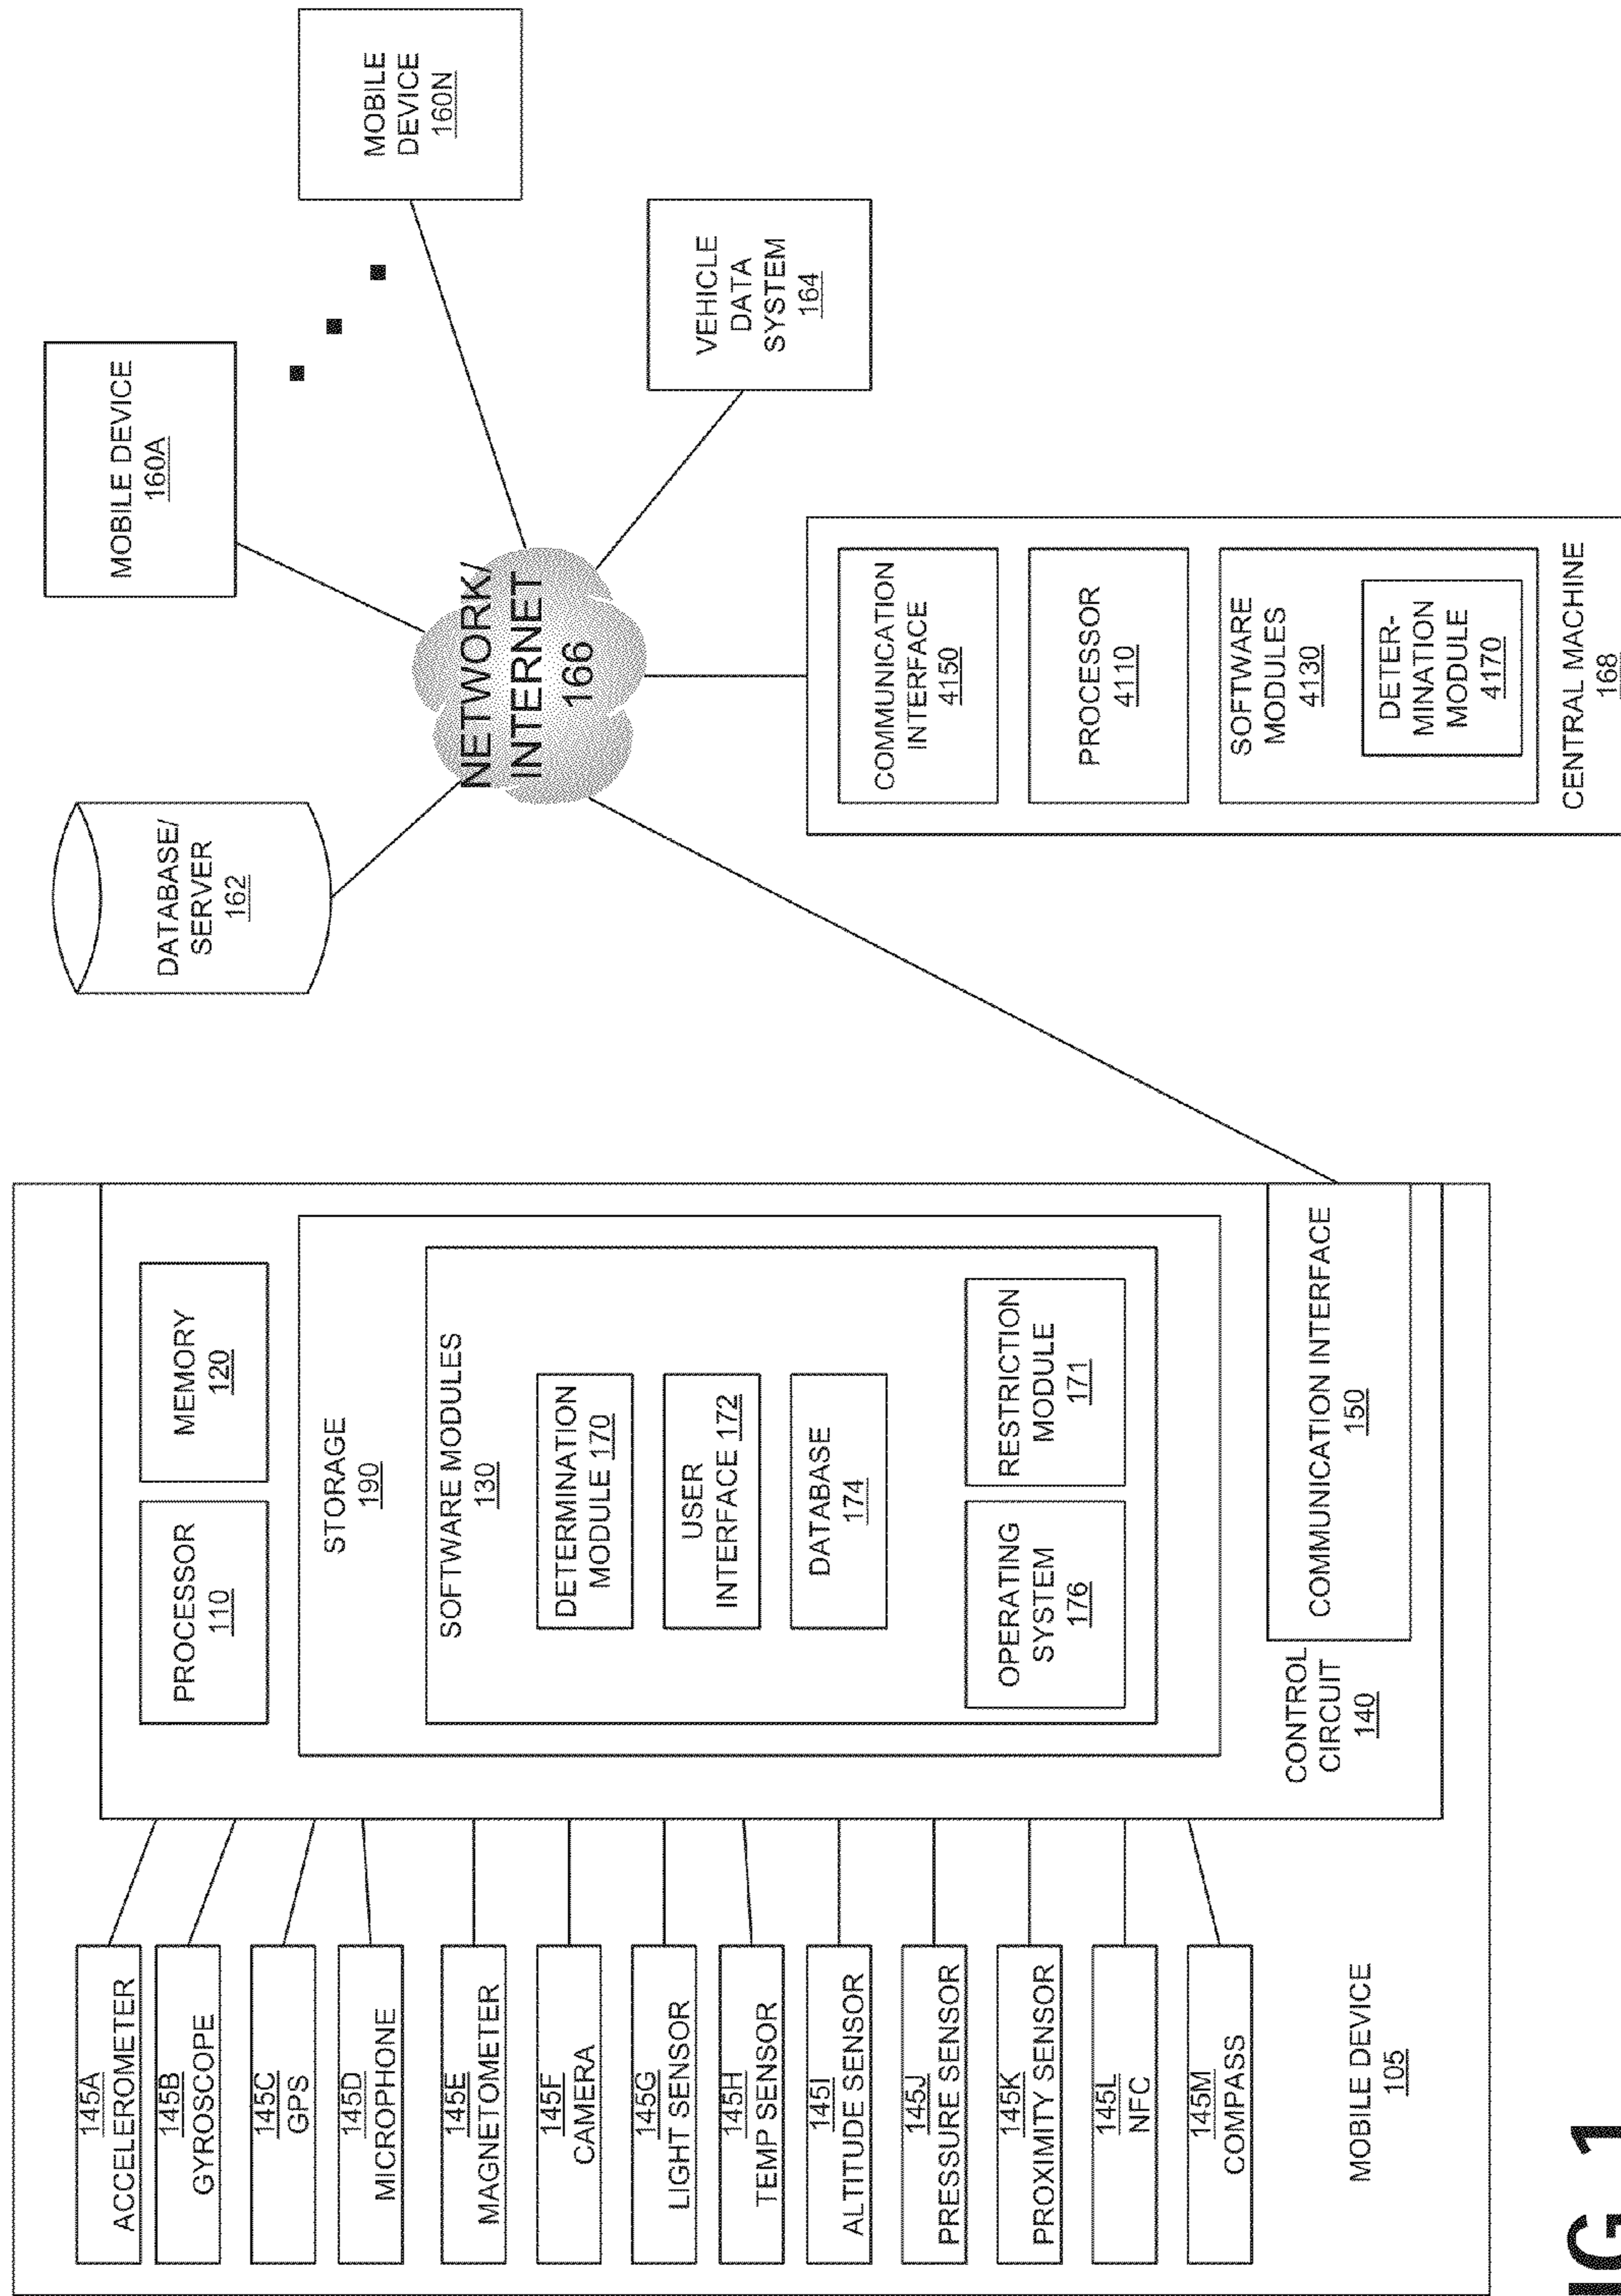 145A
ACCELEROMETER
145B
GYROSCOPE
145C
GPS
145D
MICROPHONE
145E
MAGNETOMETER
145F
CAMERA
145G
LIGHT SENSOR
145H
TEMP SENSOR
145I
ALTITUDE SENSOR
145J
PRESSURE SENSOR
145K
PROXIMITY SENSOR
145L
NFC
145M
COMPASS
MOBILE DEVICE
105
PROCESSOR
110
MEMORY
120
STORAGE
190
SOFTWARE MODULES
130
DETERMINATION
MODULE 170
USER
INTERFACE 172
DATABASE
174
OPERATING
SYSTEM
176
RESTRICTION
MODULE
171
CONTROL
CIRCUIT
140
COMMUNICATION INTERFACE
150
DATABASE/
SERVER
162
MOBILE DEVICE
160A
MOBILE
DEVICE
160N
NETWORK/
INTERNET
166
VEHICLE
DATA
SYSTEM
164
COMMUNICATION
INTERFACE
4150
PROCESSOR
4110
SOFTWARE
MODULES
4130
DETER-
MINATION
MODULE
4170
CENTRAL MACHINE
168
IG 1